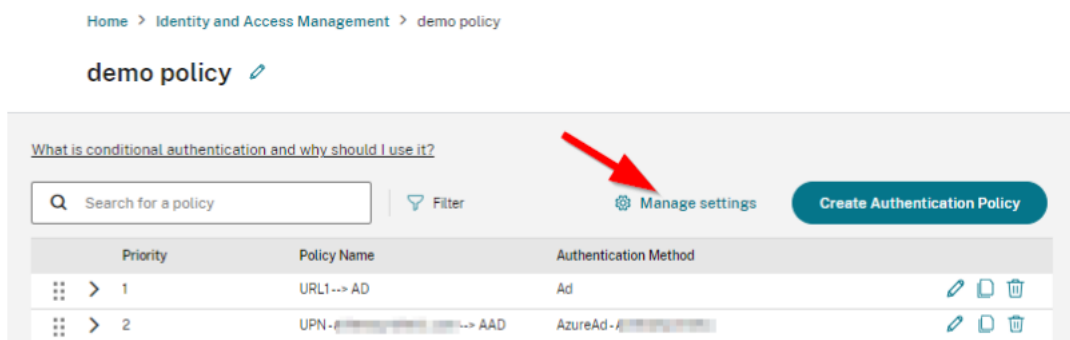 Home > Identity and Access Management > demo policy
demo policy
What is conditional authentication and why should I use it?
Search for a policy
Filter
Manage settings
Create Authentication Policy
Priority Policy Name Authentication Method
1 URL1--> AD Ad
2 UPN - --> AAD AzureAd -